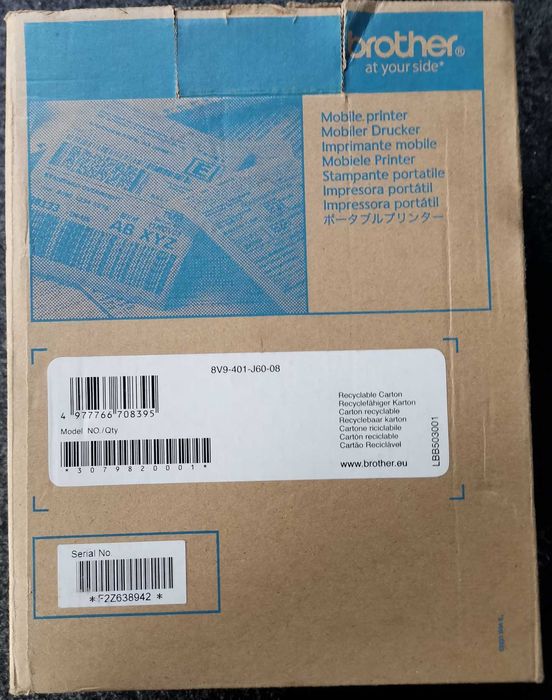 brother®
at your side*
Mobile printer
Mobiler Drucker
Imprimante mobile
Mobiele Printer
Stampante portatile
Impresora portátil
Impressora portátil
ポータブルプリンター
E
AB XYZ
8V9-401-J60-08
4 977766 708395
Model NO./Qty
*3079820001*
Recyclable Carton
Recyclefähiger Karton
Carton recyclable
Recyclebaar karton
Cartone riciclabile
Cartón reciclable
Cartão Reciclável
www.brother.eu
LBB503001
Serial No
*F2Z638942 *